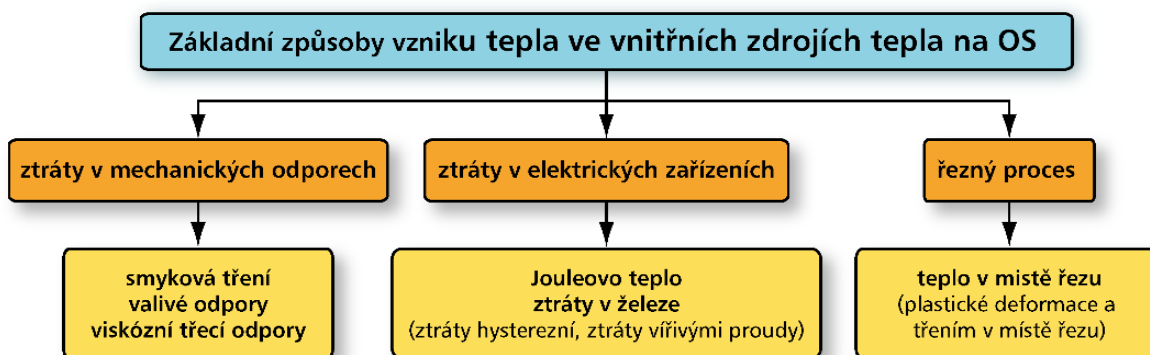 Základní způsoby vzniku tepla ve vnitřních zdrojích tepla na OS
ztráty v mechanických odporech
ztráty v elektrických zařízeních
řezný proces
smyková tření
valivé odpory
viskózní třecí odpory
Jouleovo teplo
ztráty v železe
(ztráty hysterezní, ztráty vířivými proudy)
teplo v místě řezu
(plastické deformace a
třením v místě řezu)